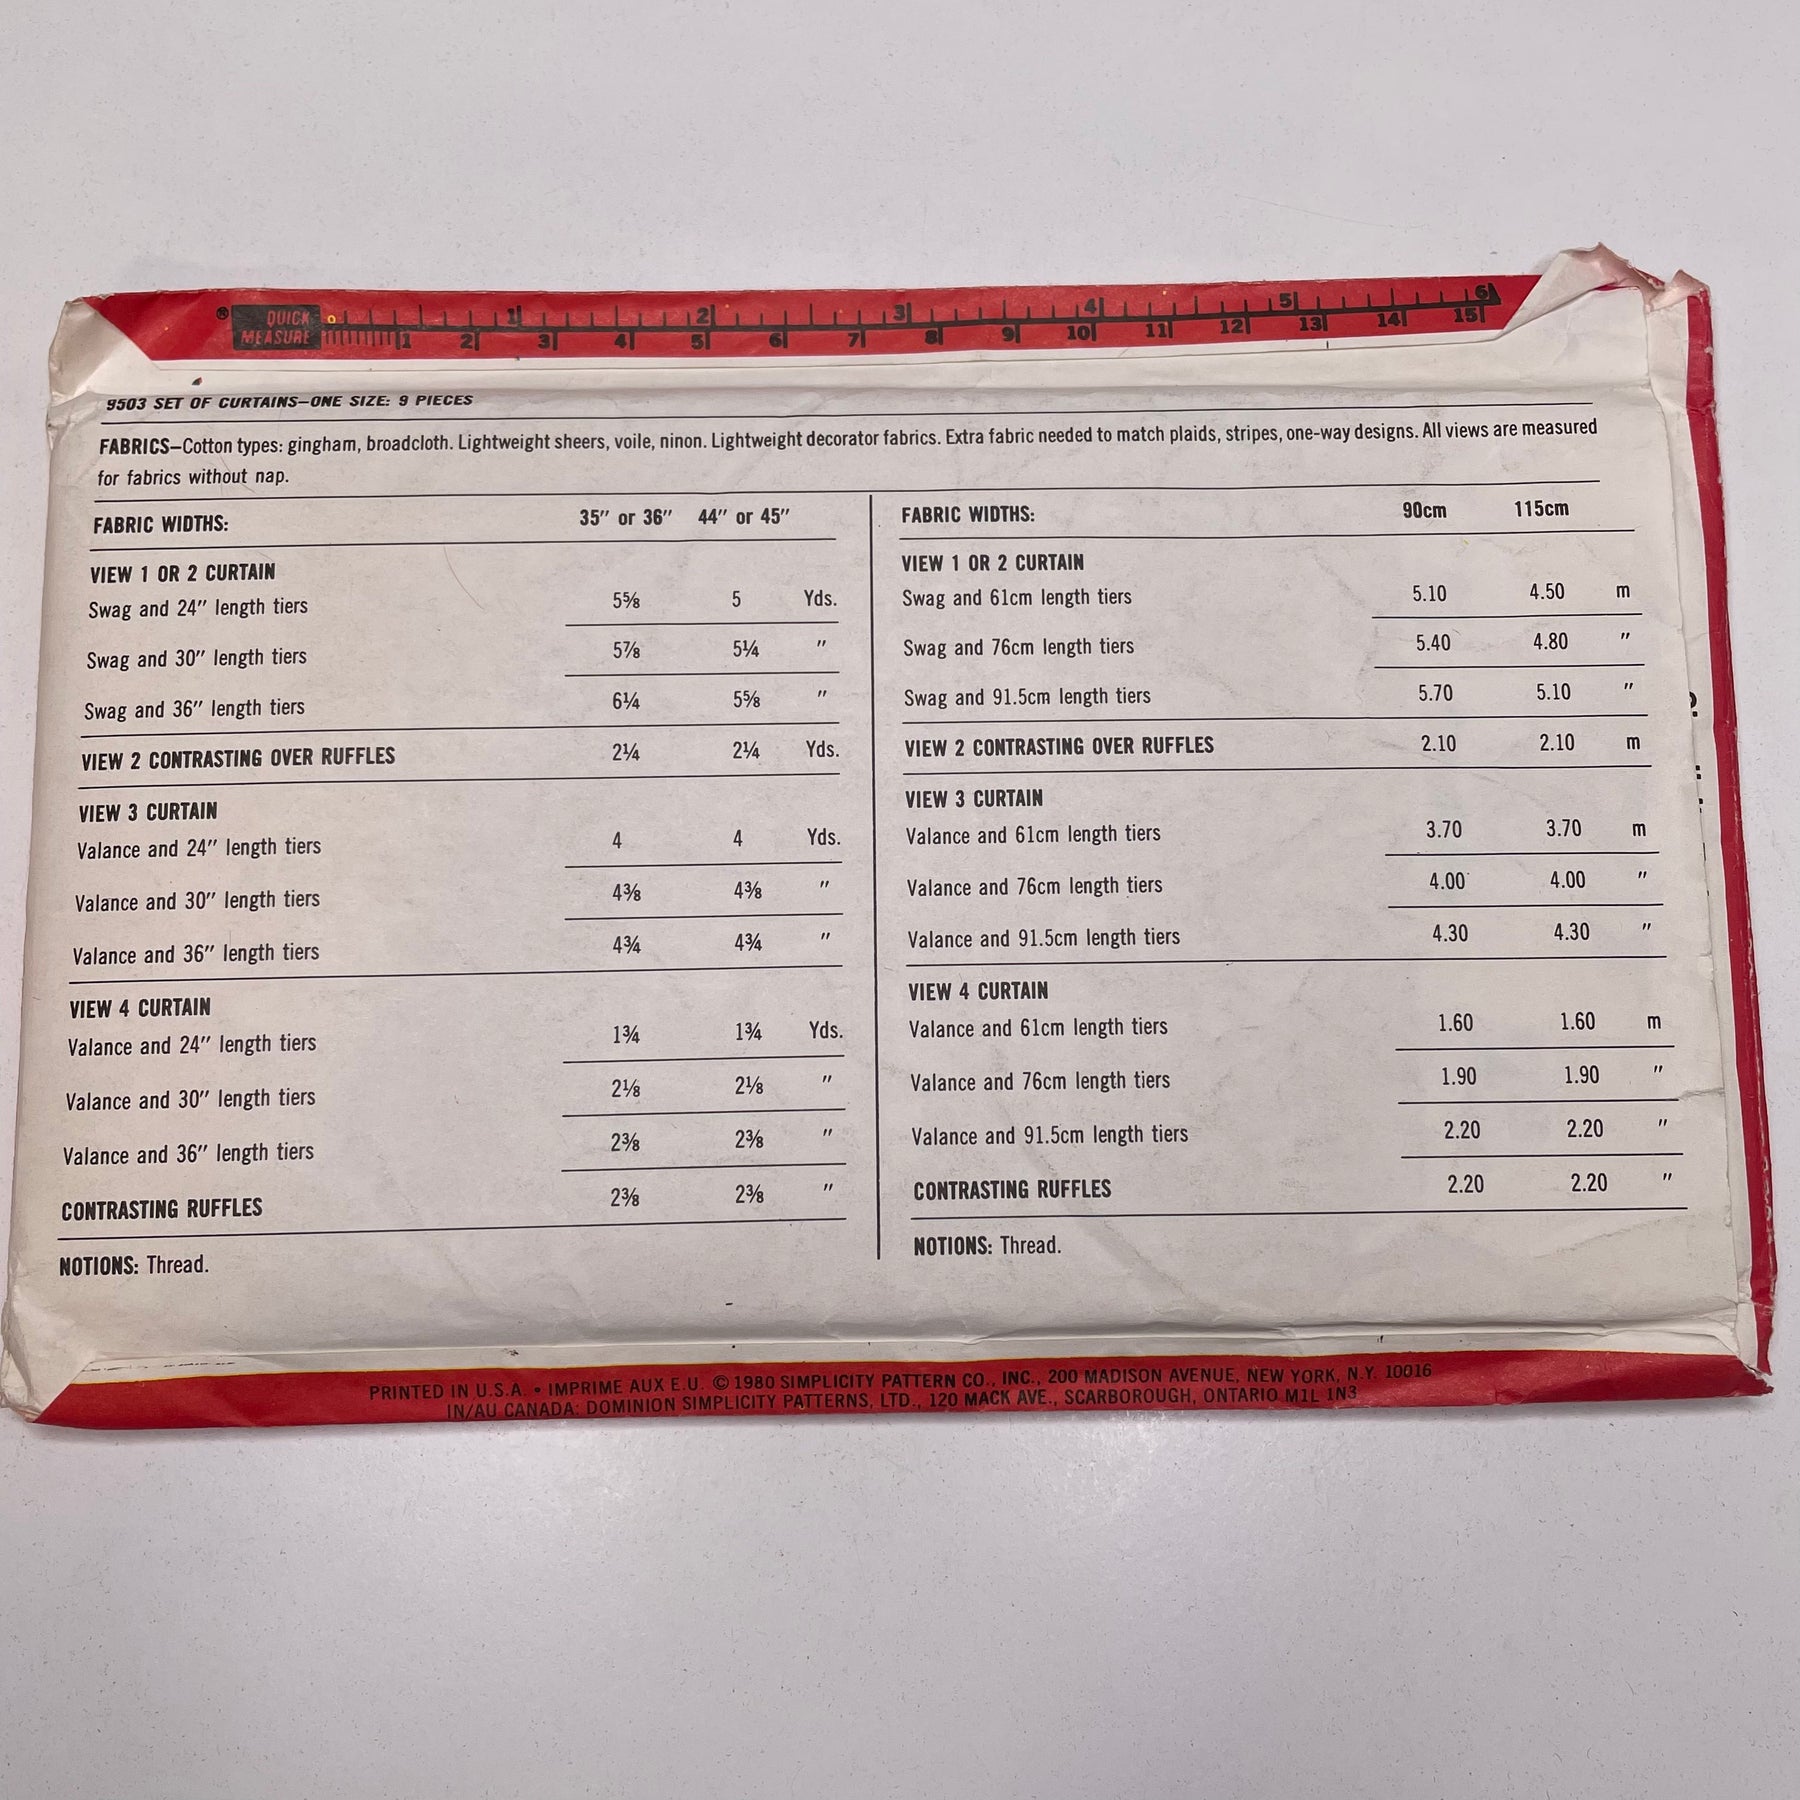 ®
QUICK MEASURE
0 1 2 3 4 5 6
1 2 3 4 5 6 7 8 9 10 11 12 13 14 15
9503 SET OF CURTAINS—ONE SIZE: 9 PIECES
FABRICS—Cotton types: gingham, broadcloth. Lightweight sheers, voile, ninon. Lightweight decorator fabrics. Extra fabric needed to match plaids, stripes, one-way designs. All views are measured
for fabrics without nap.
FABRIC WIDTHS: 35″ or 36″ 44″ or 45″
VIEW 1 OR 2 CURTAIN
Swag and 24″ length tiers 5⅝ 5 Yds.
Swag and 30″ length tiers 5⅞ 5¼ ″
Swag and 36″ length tiers 6¼ 5⅝ ″
VIEW 2 CONTRASTING OVER RUFFLES 2¼ 2¼ Yds.
VIEW 3 CURTAIN
Valance and 24″ length tiers 4 4 Yds.
Valance and 30″ length tiers 4⅜ 4⅜ ″
Valance and 36″ length tiers 4¾ 4¾ ″
VIEW 4 CURTAIN
Valance and 24″ length tiers 1¾ 1¾ Yds.
Valance and 30″ length tiers 2⅛ 2⅛ ″
Valance and 36″ length tiers 2⅜ 2⅜ ″
CONTRASTING RUFFLES 2⅜ 2⅜ ″
NOTIONS: Thread.
FABRIC WIDTHS: 90cm 115cm
VIEW 1 OR 2 CURTAIN
Swag and 61cm length tiers 5.10 4.50 m
Swag and 76cm length tiers 5.40 4.80 ″
Swag and 91.5cm length tiers 5.70 5.10 ″
VIEW 2 CONTRASTING OVER RUFFLES 2.10 2.10 m
VIEW 3 CURTAIN
Valance and 61cm length tiers 3.70 3.70 m
Valance and 76cm length tiers 4.00 4.00 ″
Valance and 91.5cm length tiers 4.30 4.30 ″
VIEW 4 CURTAIN
Valance and 61cm length tiers 1.60 1.60 m
Valance and 76cm length tiers 1.90 1.90 ″
Valance and 91.5cm length tiers 2.20 2.20 ″
CONTRASTING RUFFLES 2.20 2.20 ″
NOTIONS: Thread.
PRINTED IN U.S.A. • IMPRIME AUX E.U. © 1980 SIMPLICITY PATTERN CO., INC., 200 MADISON AVENUE, NEW YORK, N.Y. 10016
IN/AU CANADA: DOMINION SIMPLICITY PATTERNS, LTD., 120 MACK AVE., SCARBOROUGH, ONTARIO M1L 1N3